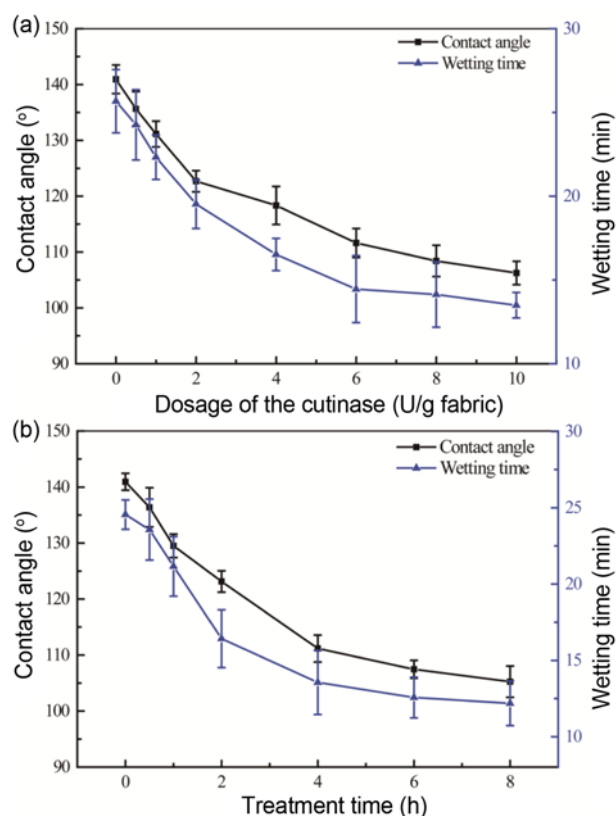 (a)
150
140
130
120
110
100
90
Contact angle (º)
Contact angle
Wetting time
30
20
10
Wetting time (min)
0 2 4 6 8 10
Dosage of the cutinase (U/g fabric)
(b)
150
140
130
120
110
100
90
Contact angle (º)
Contact angle
Wetting time
30
25
20
15
10
Wetting time (min)
0 2 4 6 8
Treatment time (h)